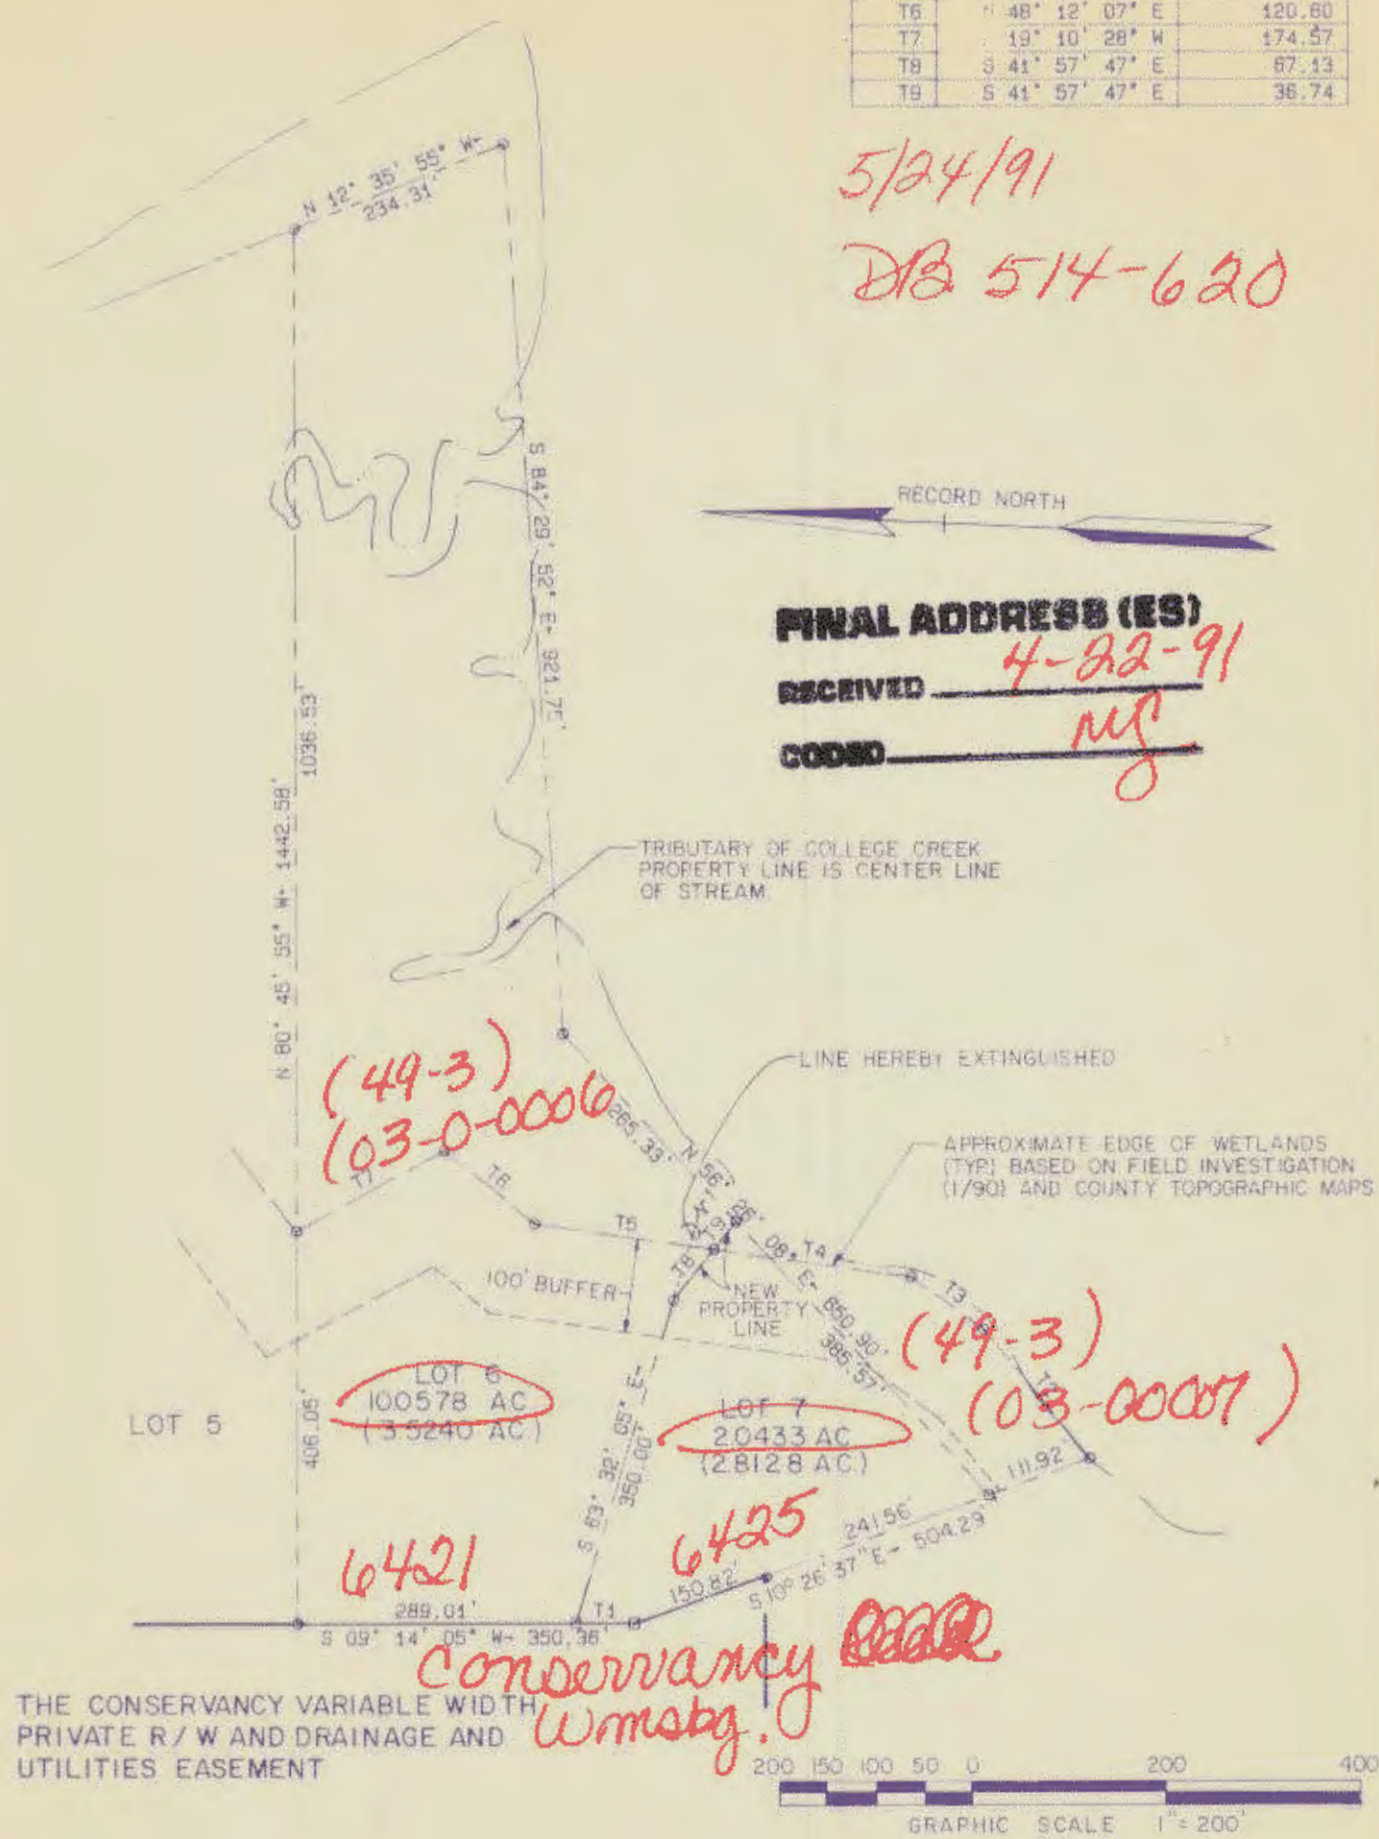 T6 N 48° 12' 07" E 120.60
T7 19° 10' 28" W 174.57
T8 S 41° 57' 47" E 67.13
T9 S 41° 57' 47" E 36.74
5/24/91
DB 514-620
N 12° 35' 55" W-
234.31'
S 84° 29' 52" E- 921.75'
RECORD NORTH
FINAL ADDRESS (ES)
RECEIVED 4-22-91
CODED
1036.53'
N 80° 45' 55" W- 1442.58'
TRIBUTARY OF COLLEGE CREEK
PROPERTY LINE IS CENTER LINE
OF STREAM.
LINE HEREBY EXTINGUISHED
(49-3)
(03-0-0006
265.33'
APPROXIMATE EDGE OF WETLANDS
(TYP.) BASED ON FIELD INVESTIGATION
(1/90) AND COUNTY TOPOGRAPHIC MAPS
N 56° 26' 08" E- 650.90'
385.57'
T7
T6
T5
T8
T9
T4
T3
T2
100' BUFFER
NEW
PROPERTY
LINE
(49-3)
(03-00007)
LOT 5
406.05'
LOT 6
10.0578 AC
(3.5240 AC)
S 63° 32' 05" E-
350.00'
LOT 7
2.0433 AC
(2.8128 AC.)
111.92
6421
6425
241.56'
150.82'
S 10° 26' 37" E- 504.29'
289.01'
T1
S 09° 14' 05" W- 350.36'
Conservancy
Wmsbg.
THE CONSERVANCY VARIABLE WIDTH
PRIVATE R/W AND DRAINAGE AND
UTILITIES EASEMENT
200 150 100 50 0 200 400
GRAPHIC SCALE 1"=200'